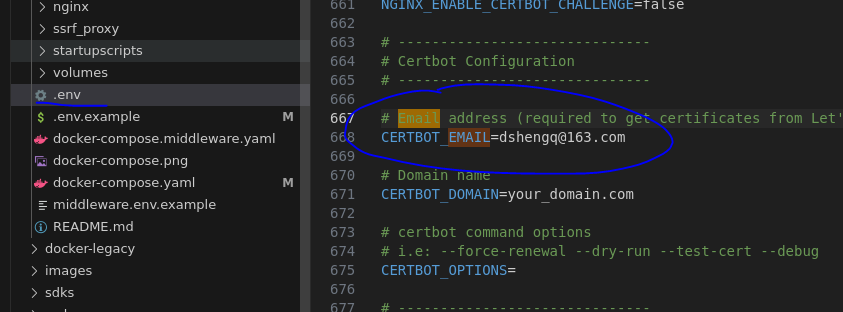 nginx
ssrf_proxy
startupscripts
volumes
.env
.env.example
docker-compose.middleware.yaml
docker-compose.png
docker-compose.yaml M
middleware.env.example
README.md
docker-legacy
images
sdks
661 NGINX_ENABLE_CERTBOT_CHALLENGE=false
662
663 # ------------------------------
664 # Certbot Configuration
665 # ------------------------------
666
667 # Email address (required to get certificates from Let'
668 CERTBOT_EMAIL=dshengq@163.com
669
670 # Domain name
671 CERTBOT_DOMAIN=your_domain.com
672
673 # certbot command options
674 # i.e: --force-renewal --dry-run --test-cert --debug
675 CERTBOT_OPTIONS=
676
677 # ------------------------------